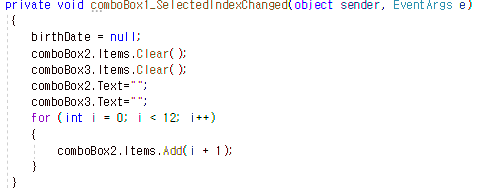 private void comboBox1_SelectedIndexChanged(object sender, EventArgs e)
{
birthDate = null;
comboBox2.Items.Clear();
comboBox3.Items.Clear();
comboBox2.Text="";
comboBox3.Text="";
for (int i = 0; i < 12; i++)
{
comboBox2.Items.Add(i + 1);
}
}